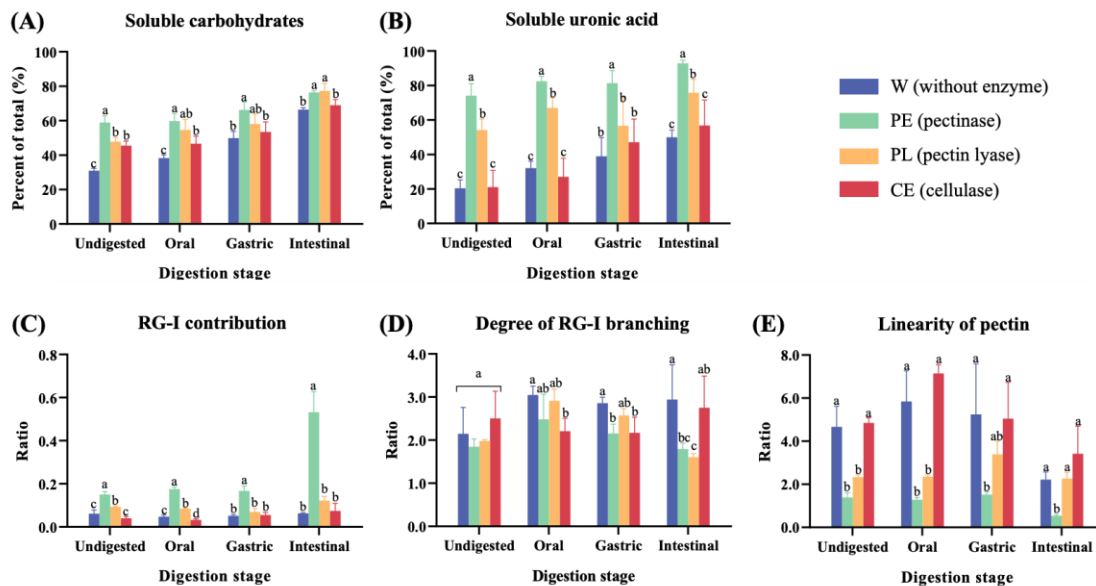 (A) Soluble carbohydrates
Percent of total (%)
100
80
60
40
20
0
c a b b
c a ab b
b a ab b
b a a b
Undigested Oral Gastric Intestinal
Digestion stage
(B) Soluble uronic acid
Percent of total (%)
100
80
60
40
20
0
c a b c
c a b c
b a b b
c a b c
Undigested Oral Gastric Intestinal
Digestion stage
W (without enzyme)
PE (pectinase)
PL (pectin lyase)
CE (cellulase)
(C) RG-I contribution
Ratio
0.8
0.6
0.4
0.2
0.0
c a b c
c a b d
b a b b
b a b b
Undigested Oral Gastric Intestinal
Digestion stage
(D) Degree of RG-I branching
Ratio
4.0
3.0
2.0
1.0
0.0
a
a ab ab b
a b ab b
a bc c ab
Undigested Oral Gastric Intestinal
Digestion stage
(E) Linearity of pectin
Ratio
8.0
6.0
4.0
2.0
0.0
a b b a
a b b a
a b ab a
a b a a
Undigested Oral Gastric Intestinal
Digestion stage